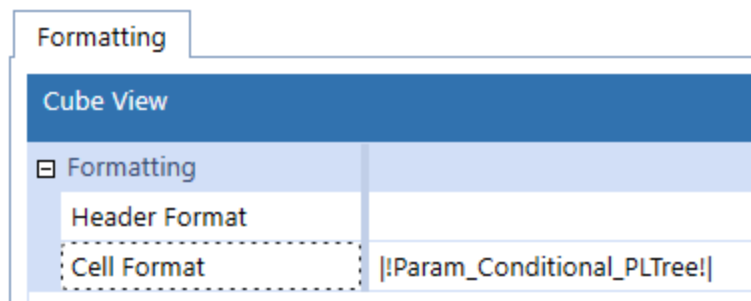 Formatting
Cube View
Formatting
Header Format
Cell Format |!Param_Conditional_PLTree!|